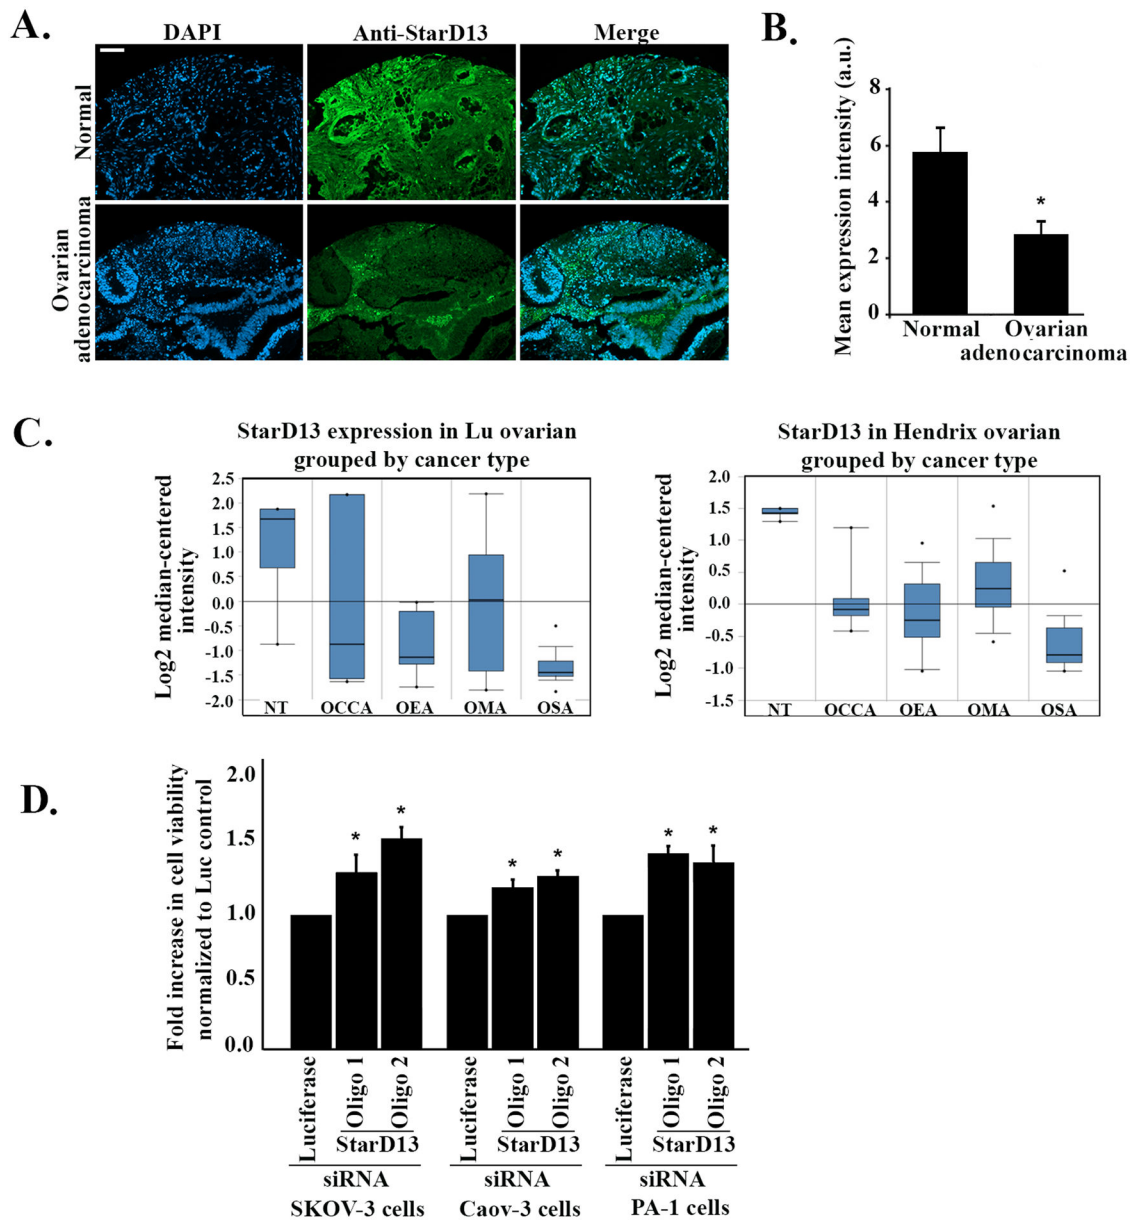 A.
DAPI
Anti-StarD13
Merge
Normal
Ovarian
adenocarcinoma
B.
Mean expression intensity (a.u.)
8
6
4
2
0
Normal
Ovarian
adenocarcinoma
*
C.
StarD13 expression in Lu ovarian
grouped by cancer type
Log2 median-centered
intensity
2.5
2.0
1.5
1.0
0.5
0.0
-0.5
-1.0
-1.5
-2.0
NT
OCCA
OEA
OMA
OSA
StarD13 in Hendrix ovarian
grouped by cancer type
Log2 median-centered
intensity
2.0
1.5
1.0
0.5
0.0
-0.5
-1.0
-1.5
NT
OCCA
OEA
OMA
OSA
D.
Fold increase in cell viability
normalized to Luc control
2.0
1.5
1.0
0.5
0.0
*
*
*
*
*
*
Luciferase
Oligo 1
Oligo 2
StarD13
siRNA
SKOV-3 cells
Luciferase
Oligo 1
Oligo 2
StarD13
siRNA
Caov-3 cells
Luciferase
Oligo 1
Oligo 2
StarD13
siRNA
PA-1 cells